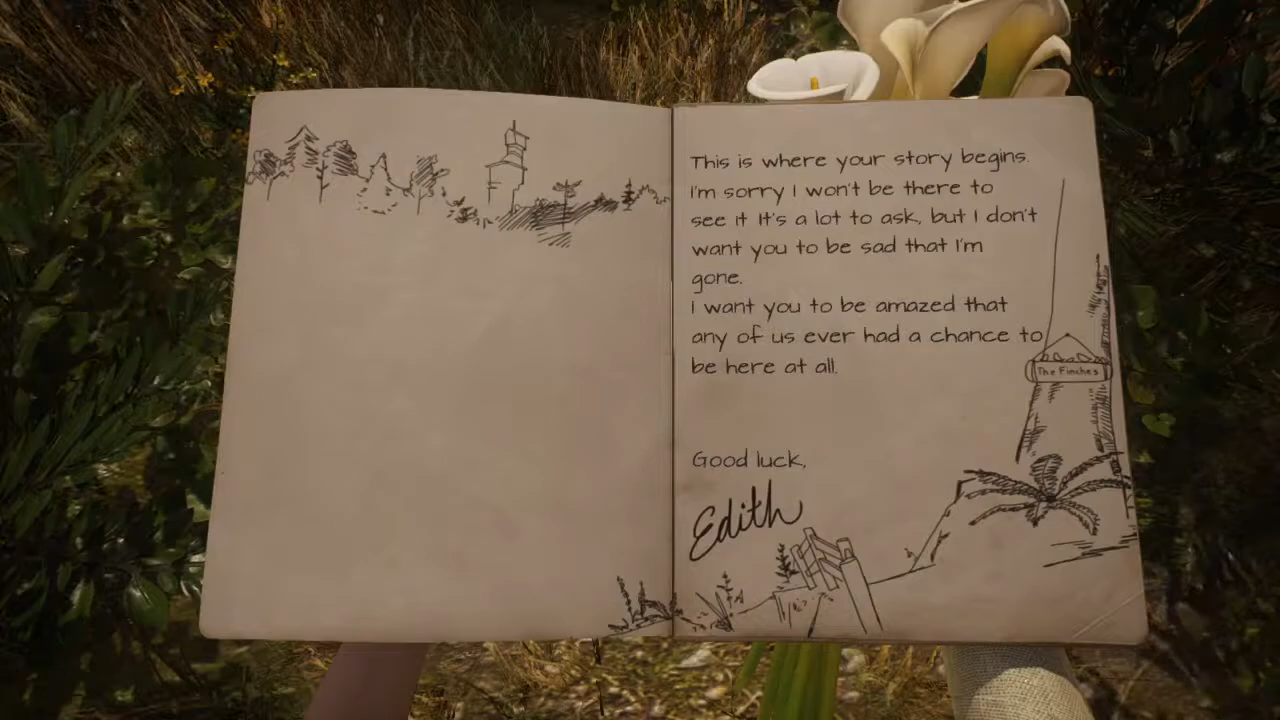 This is where your story begins.
I'm sorry I won't be there to
see it It's a lot to ask, but I don't
want you to be sad that I'm
gone.
I want you to be amazed that
any of us ever had a chance to
be here at all.
The Finches
Good luck,
Edith